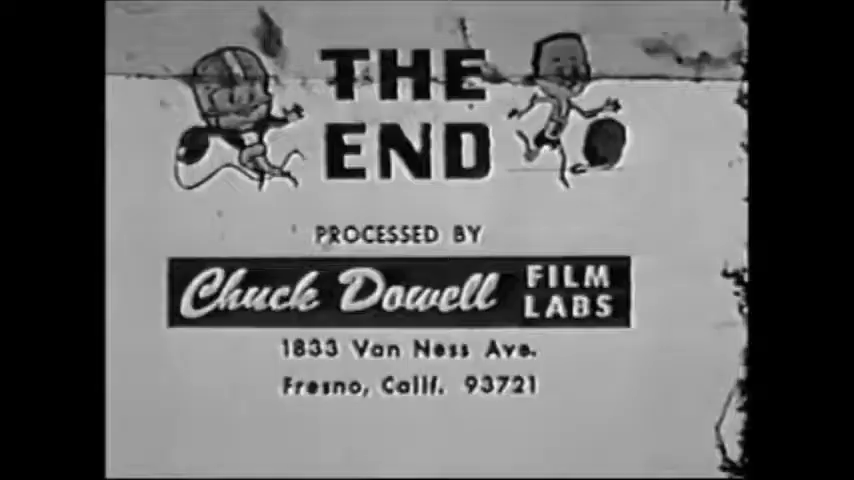 THE
END
PROCESSED BY
Chuck Dowell FILM
LABS
1833 Van Ness Ave.
Fresno, Calif. 93721